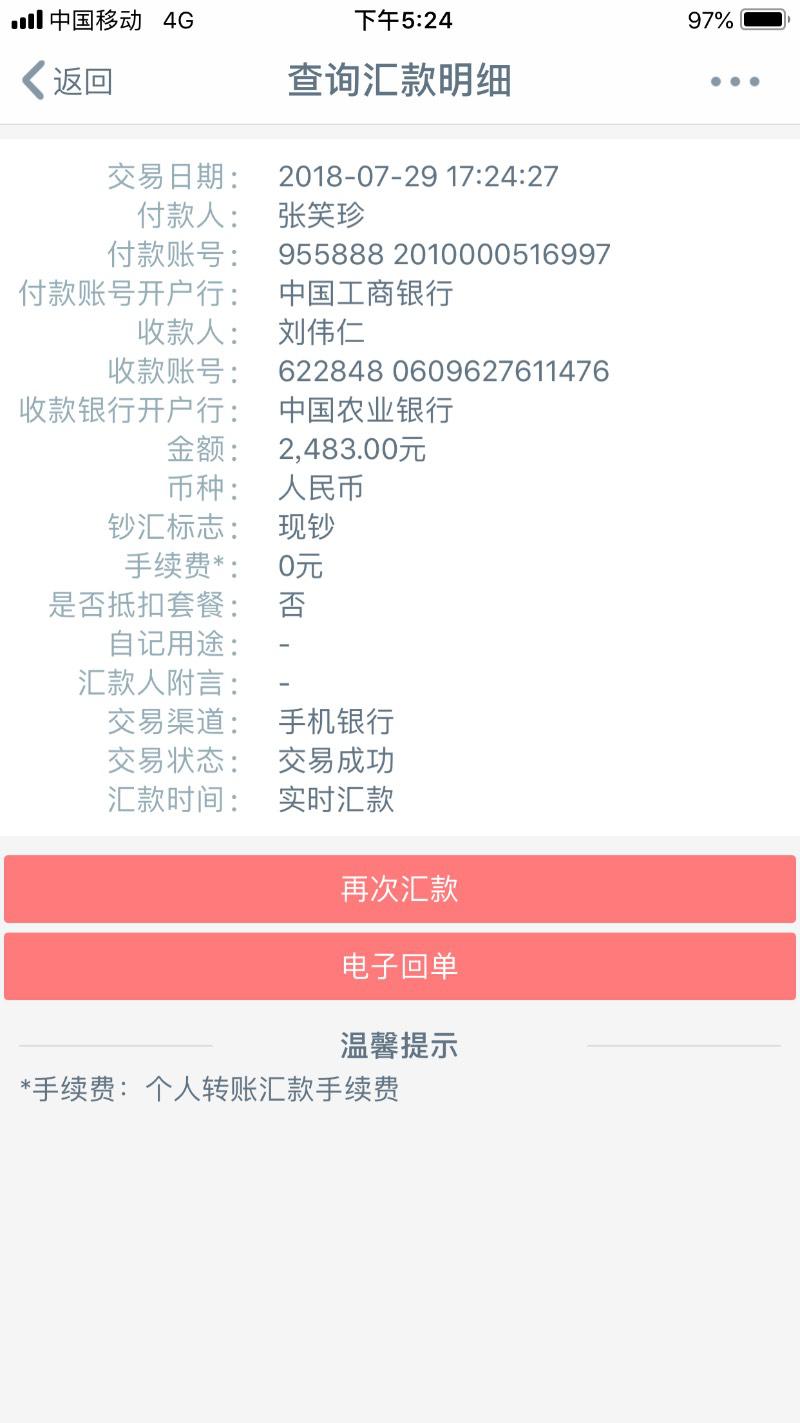 中国移动 4G 下午5:24 97%
返回 查询汇款明细
交易日期： 2018-07-29 17:24:27
付款人： 张笑珍
付款账号： 955888 2010000516997
付款账号开户行： 中国工商银行
收款人： 刘伟仁
收款账号： 622848 0609627611476
收款银行开户行： 中国农业银行
金额： 2,483.00元
币种： 人民币
钞汇标志： 现钞
手续费*： 0元
是否抵扣套餐： 否
自记用途： -
汇款人附言： -
交易渠道： 手机银行
交易状态： 交易成功
汇款时间： 实时汇款
再次汇款
电子回单
温馨提示
*手续费：个人转账汇款手续费